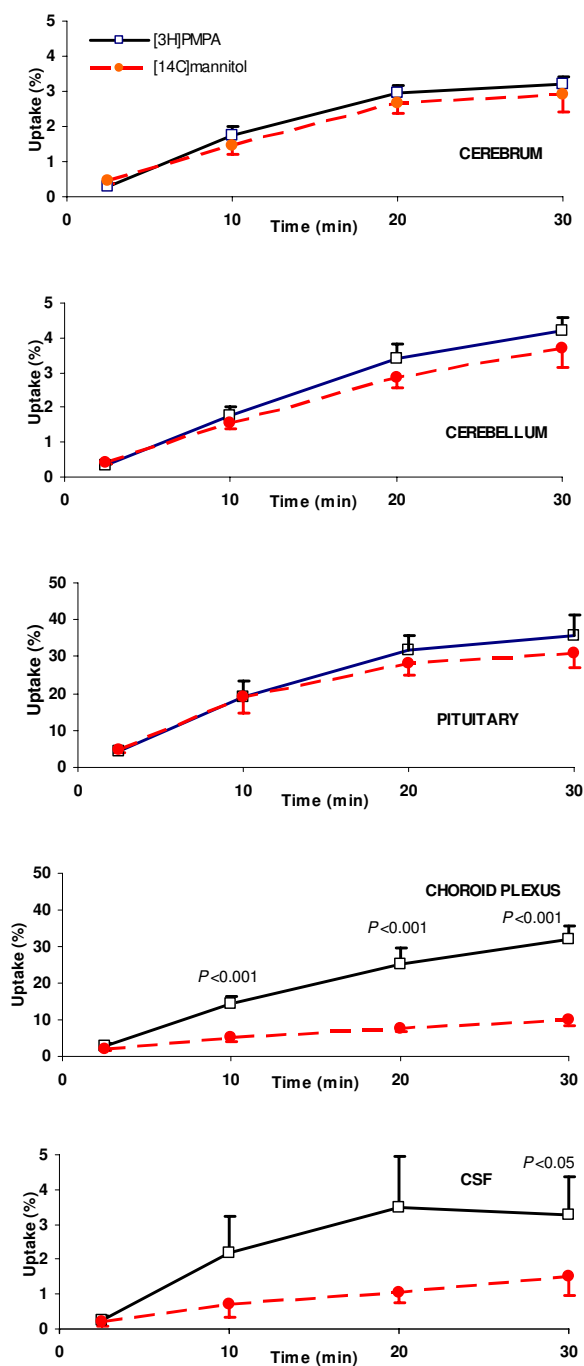 [3H]PMPA
[14C]mannitol
5
4
3
2
1
0
Uptake (%)
CEREBRUM
0 10 20 30
Time (min)
5
4
3
2
1
0
Uptake (%)
CEREBELLUM
0 10 20 30
Time (min)
50
40
30
20
10
0
Uptake (%)
PITUITARY
0 10 20 30
Time (min)
50
40
30
20
10
0
Uptake (%)
CHOROID PLEXUS
P<0.001
P<0.001
P<0.001
0 10 20 30
Time (min)
5
4
3
2
1
0
Uptake (%)
CSF
P<0.05
0 10 20 30
Time (min)